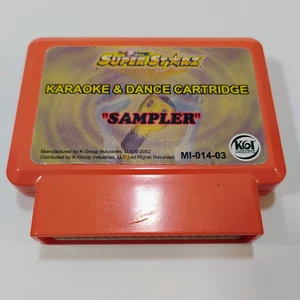 SUPERSTARZ
KARAOKE & DANCE CARTRIDGE
"SAMPLER"
Manufactured by K-Group Industries, LLC© 2002
Distributed by K-Group Industries, LLC / All Rights Reserved
MI-014-03
KGI